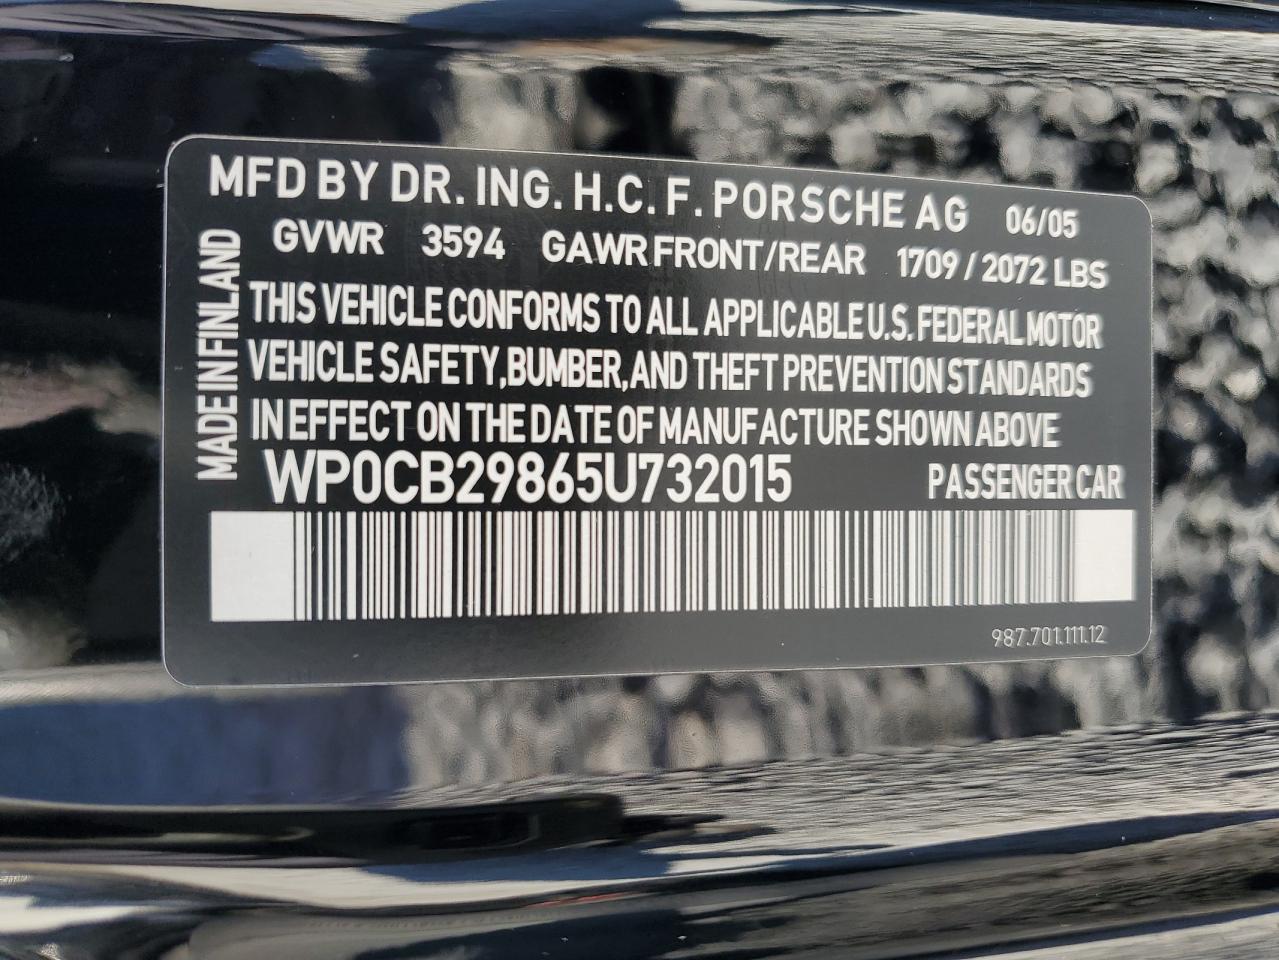 MFD BY DR. ING. H.C. F. PORSCHE AG 06/05
GVWR 3594 GAWR FRONT/REAR 1709 / 2072 LBS
MADE IN FINLAND
THIS VEHICLE CONFORMS TO ALL APPLICABLE U.S. FEDERAL MOTOR
VEHICLE SAFETY, BUMBER, AND THEFT PREVENTION STANDARDS
IN EFFECT ON THE DATE OF MANUFACTURE SHOWN ABOVE
WP0CB29865U732015 PASSENGER CAR
987.701.111.12